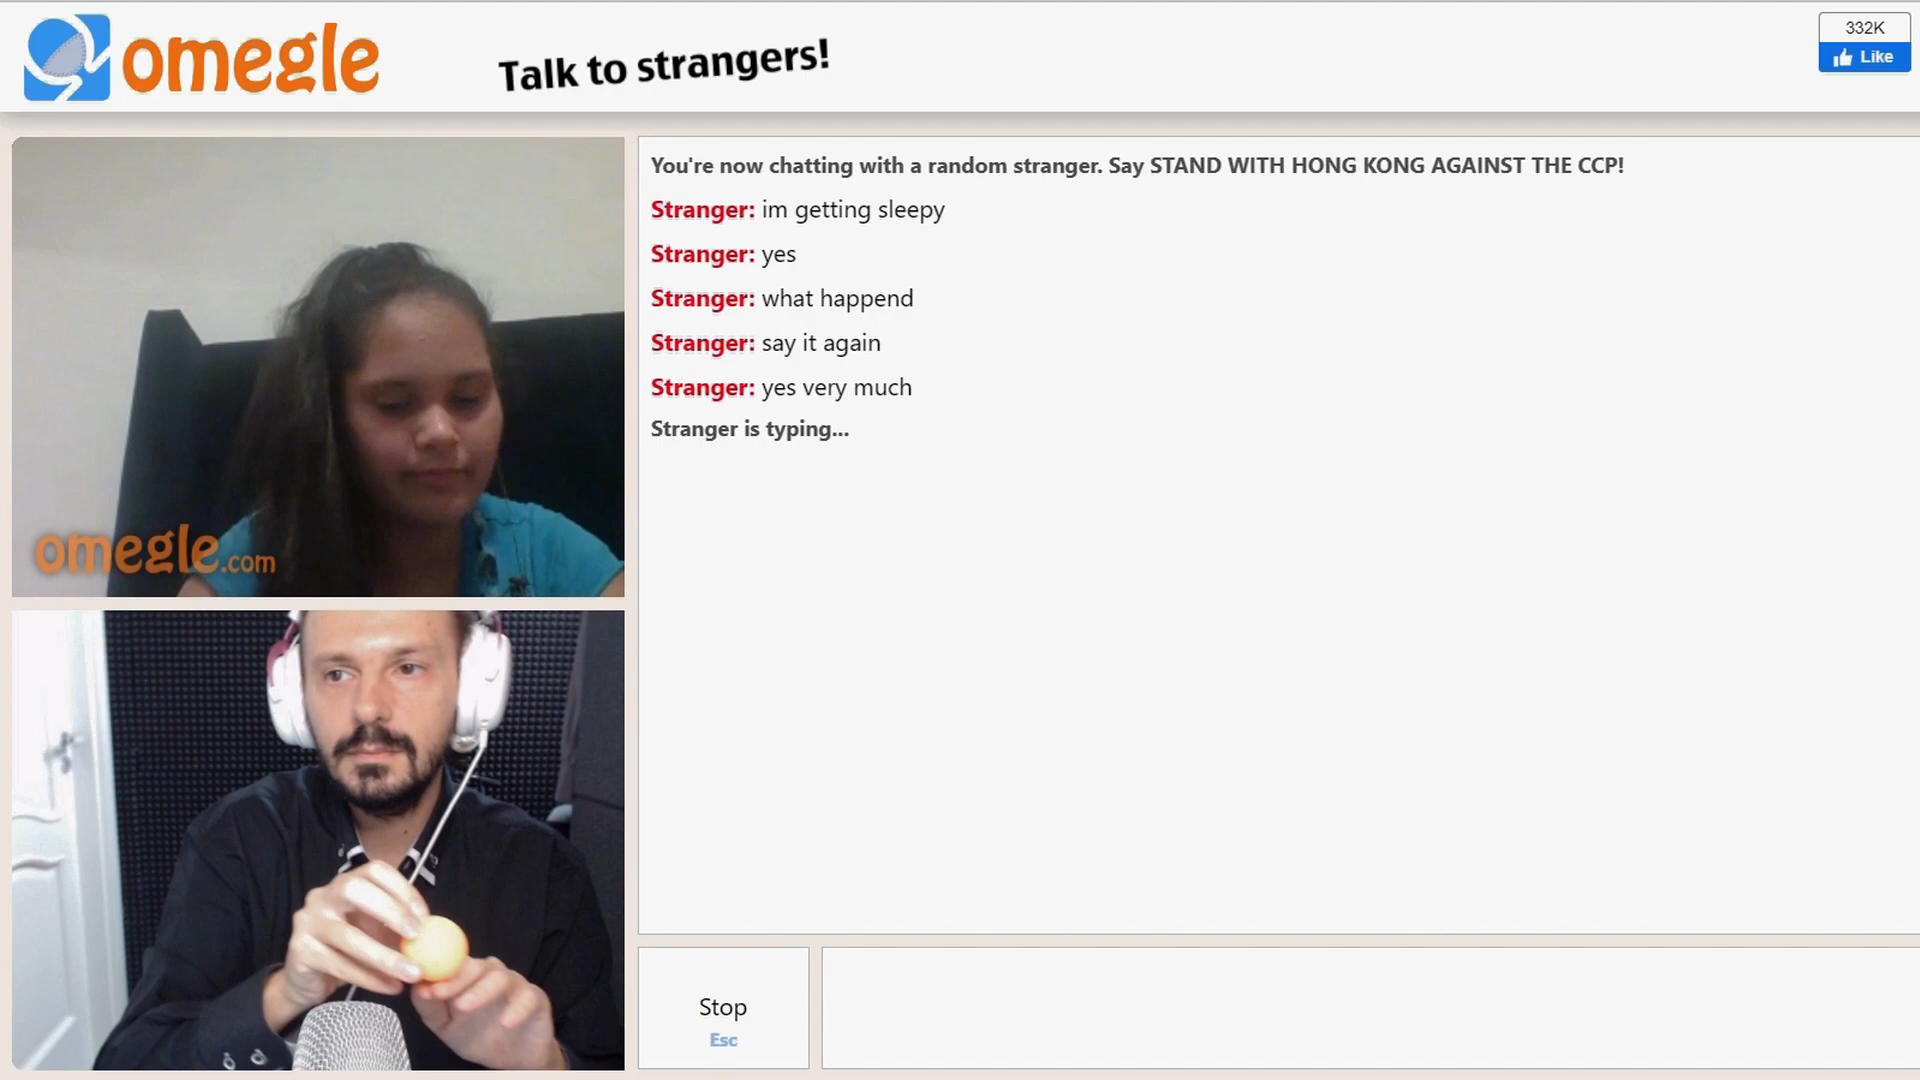 omegle
Talk to strangers!
332K
Like
You're now chatting with a random stranger. Say STAND WITH HONG KONG AGAINST THE CCP!
Stranger: im getting sleepy
Stranger: yes
Stranger: what happend
Stranger: say it again
Stranger: yes very much
Stranger is typing...
omegle.com
Stop
Esc